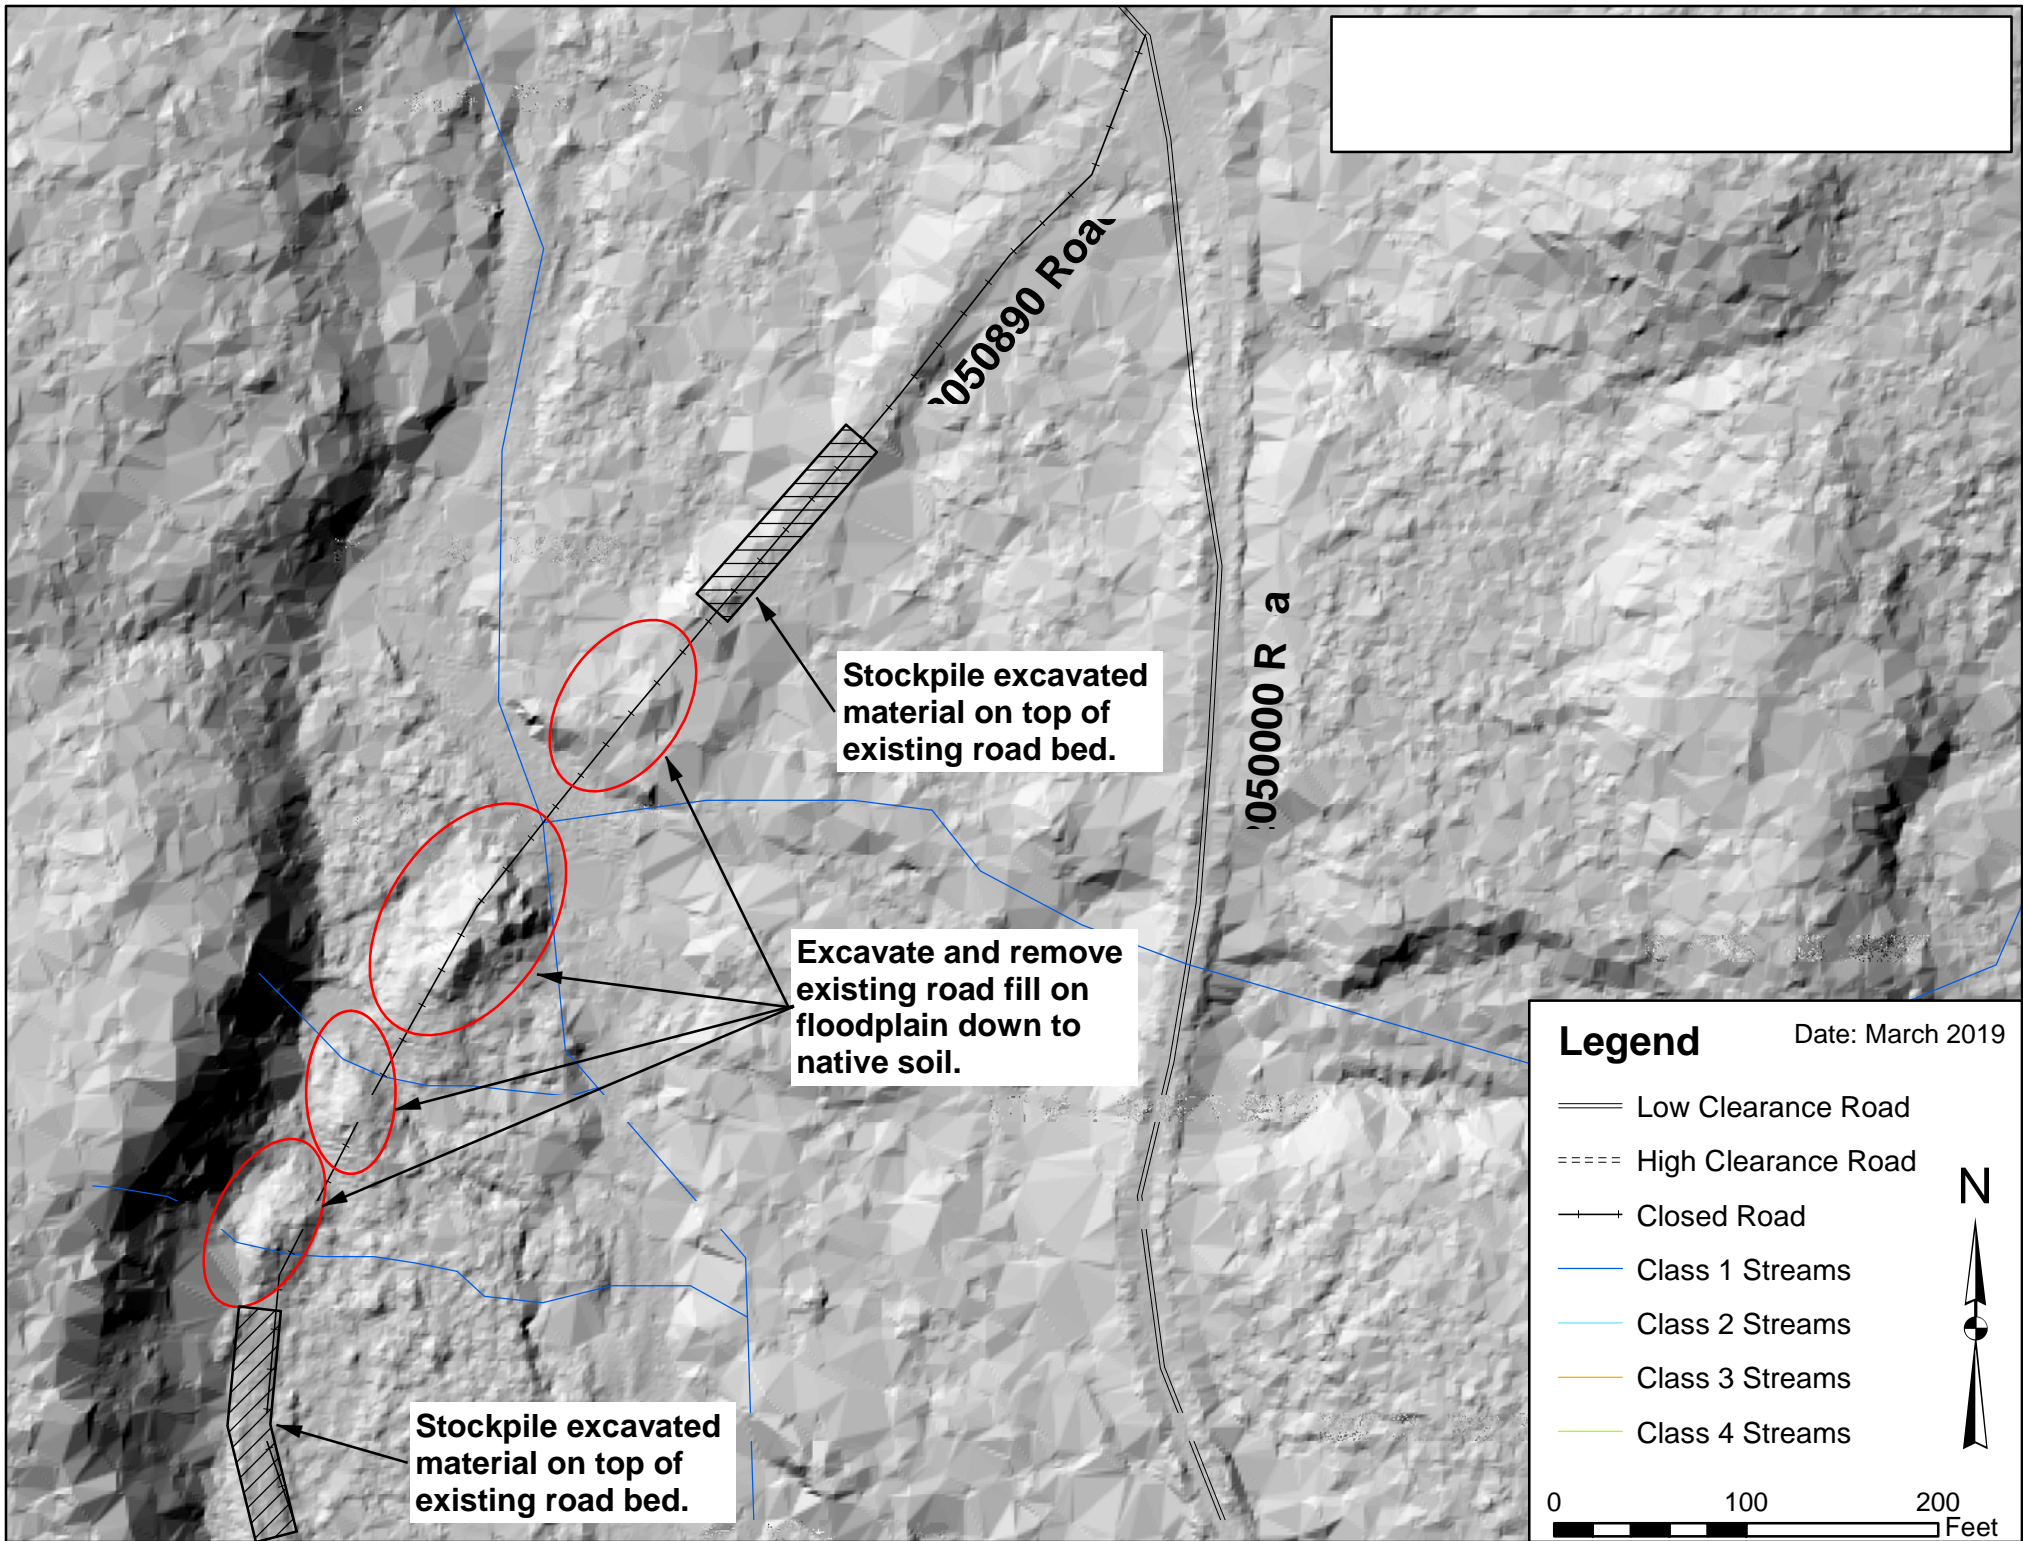 Road
Stockpile excavated
material on top of
existing road bed.
Excavate and remove
existing road fill on
floodplain down to
native soil.
Stockpile excavated
material on top of
existing road bed.
Legend
Date: March 2019
Low Clearance Road
High Clearance Road
Closed Road
Class 1 Streams
Class 2 Streams
Class 3 Streams
Class 4 Streams
N
0 100 200
Feet